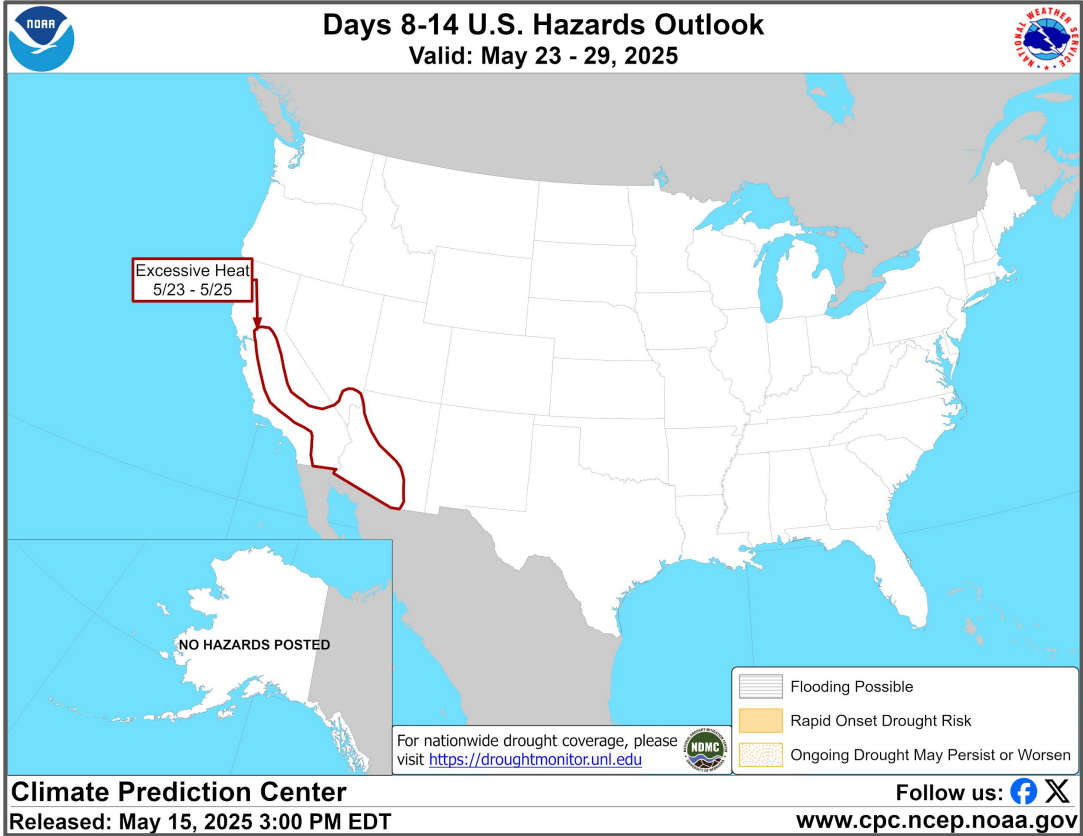 NOAA
Days 8-14 U.S. Hazards Outlook
Valid: May 23 - 29, 2025
NATIONAL WEATHER SERVICE
Excessive Heat
5/23 - 5/25
NO HAZARDS POSTED
Flooding Possible
Rapid Onset Drought Risk
Ongoing Drought May Persist or Worsen
For nationwide drought coverage, please
visit https://droughtmonitor.unl.edu
NDMC
Climate Prediction Center
Released: May 15, 2025 3:00 PM EDT
Follow us:
www.cpc.ncep.noaa.gov